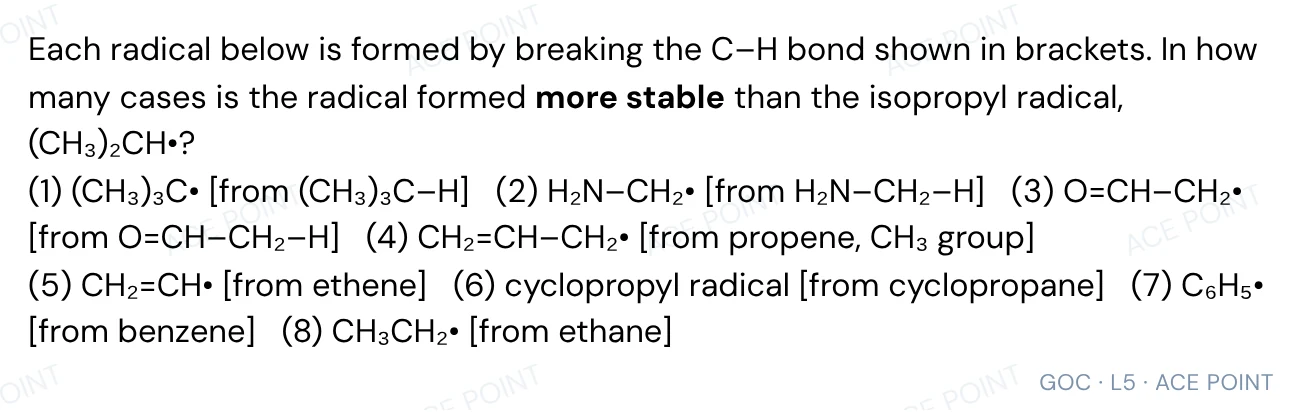 Each radical below is formed by breaking the C–H bond shown in brackets. In how
many cases is the radical formed more stable than the isopropyl radical,
(CH₃)₂CH•?
(1) (CH₃)₃C• [from (CH₃)₃C–H] (2) H₂N–CH₂• [from H₂N–CH₂–H] (3) O=CH–CH₂•
[from O=CH–CH₂–H] (4) CH₂=CH–CH₂• [from propene, CH₃ group]
(5) CH₂=CH• [from ethene] (6) cyclopropyl radical [from cyclopropane] (7) C₆H₅•
[from benzene] (8) CH₃CH₂• [from ethane]
GOC · L5 · ACE POINT